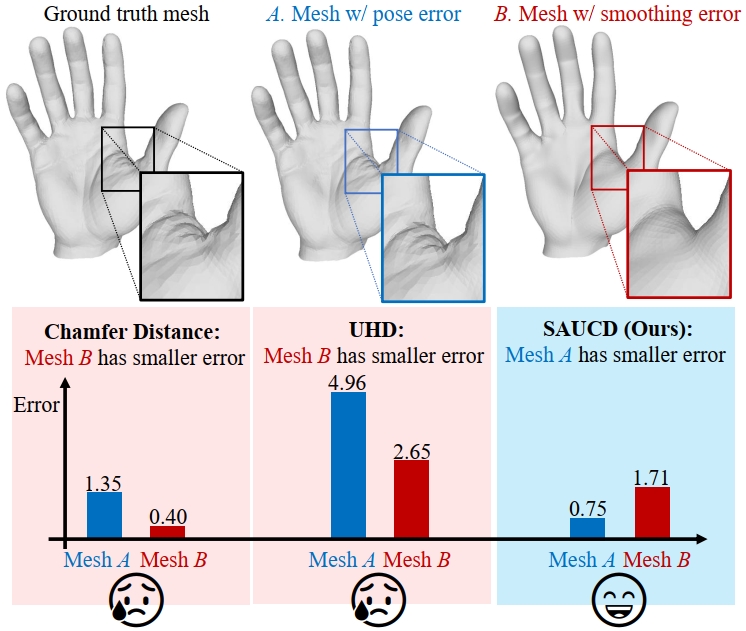 Ground truth mesh
A. Mesh w/ pose error
B. Mesh w/ smoothing error
Chamfer Distance:
Mesh B has smaller error
UHD:
Mesh B has smaller error
SAUCD (Ours):
Mesh A has smaller error
Error
1.35
0.40
4.96
2.65
0.75
1.71
Mesh A
Mesh B
Mesh A
Mesh B
Mesh A
Mesh B